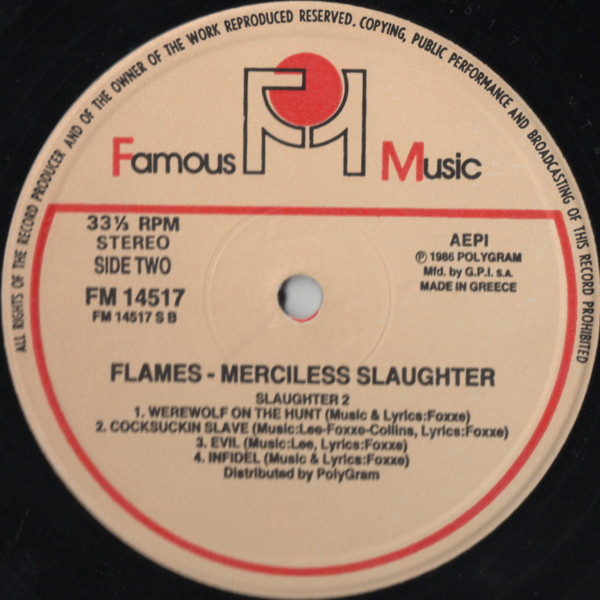 ALL RIGHTS OF THE RECORD PRODUCER AND OF THE OWNER OF THE WORK REPRODUCED RESERVED. COPYING, PUBLIC PERFORMANCE AND BROADCASTING OF THIS RECORD PROHIBITED
Famous FM Music
33⅓ RPM
STEREO
SIDE TWO
FM 14517
FM 14517 S B
AEPI
℗ 1986 POLYGRAM
Mfd. by G.P.I. S.A.
MADE IN GREECE
FLAMES - MERCILESS SLAUGHTER
SLAUGHTER 2
1. WEREWOLF ON THE HUNT (Music & Lyrics:Foxxe)
2. COCKSUCKIN SLAVE (Music:Lee-Foxxe-Collins, Lyrics:Foxxe)
3. EVIL (Music:Lee, Lyrics:Foxxe)
4. INFIDEL (Music & Lyrics:Foxxe)
Distributed by PolyGram